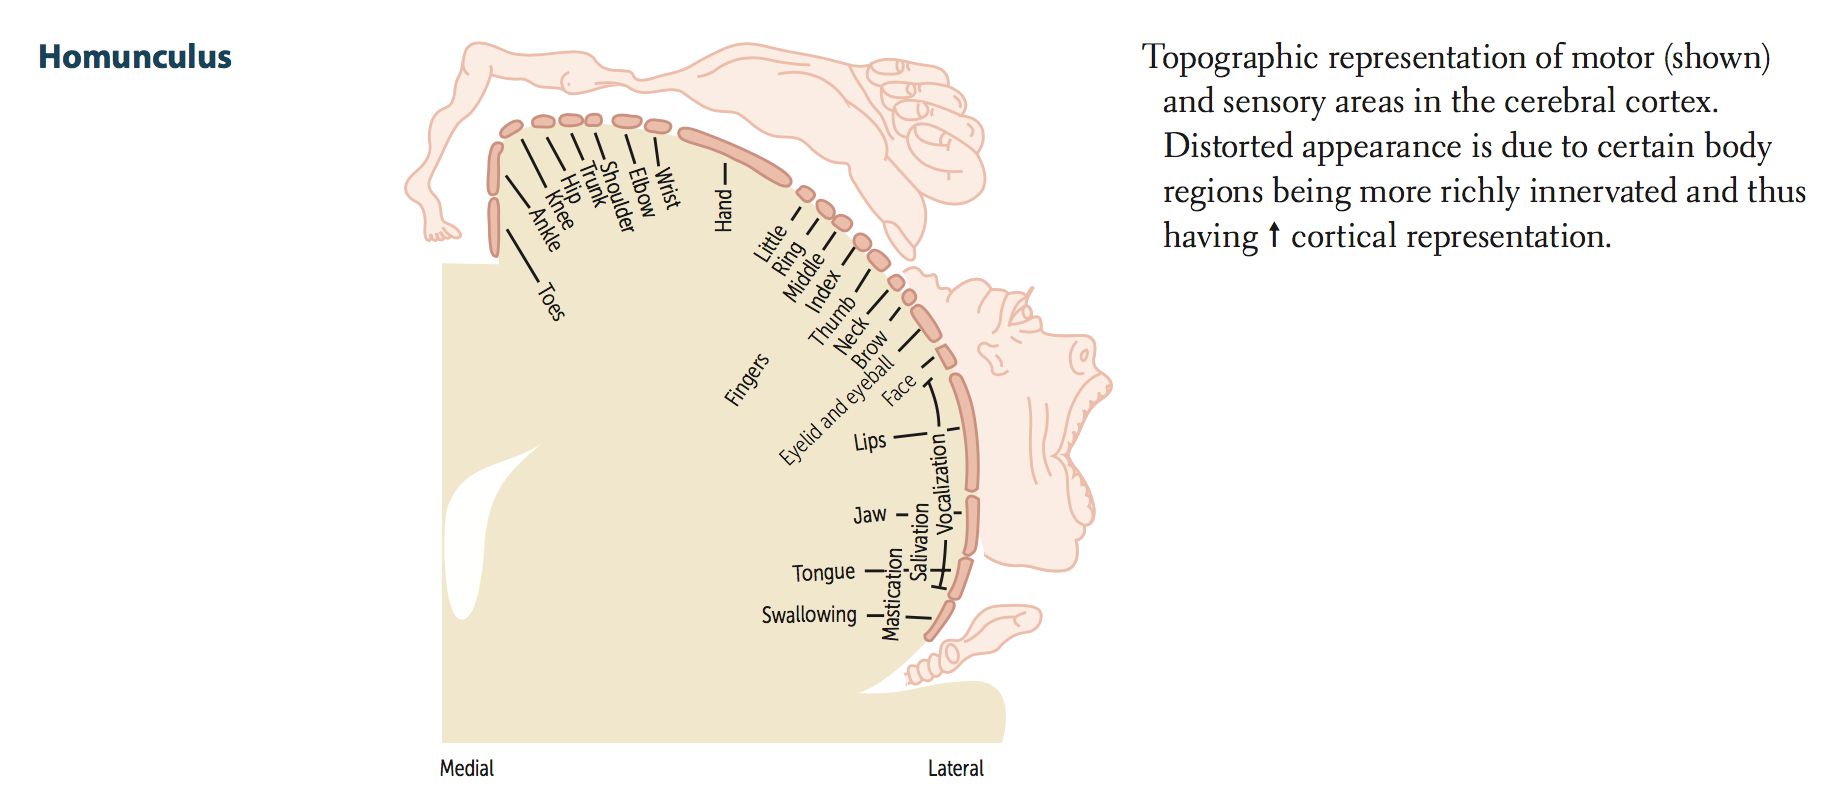 Homunculus
Topographic representation of motor (shown)
and sensory areas in the cerebral cortex.
Distorted appearance is due to certain body
regions being more richly innervated and thus
having ↑ cortical representation.
Toes
Ankle
Knee
Hip
Trunk
Shoulder
Elbow
Wrist
Hand
Little
Ring
Middle
Index
Thumb
Fingers
Neck
Brow
Eyelid and eyeball
Face
Lips
Jaw
Tongue
Swallowing
Vocalization
Salivation
Mastication
Medial
Lateral